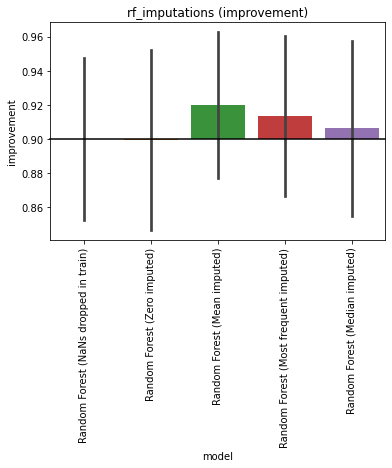 rf_imputations (improvement)
0.96
0.94
0.92
0.90
0.88
0.86
improvement
Random Forest (NaNs dropped in train)
Random Forest (Zero imputed)
Random Forest (Mean imputed)
Random Forest (Most frequent imputed)
Random Forest (Median imputed)
model